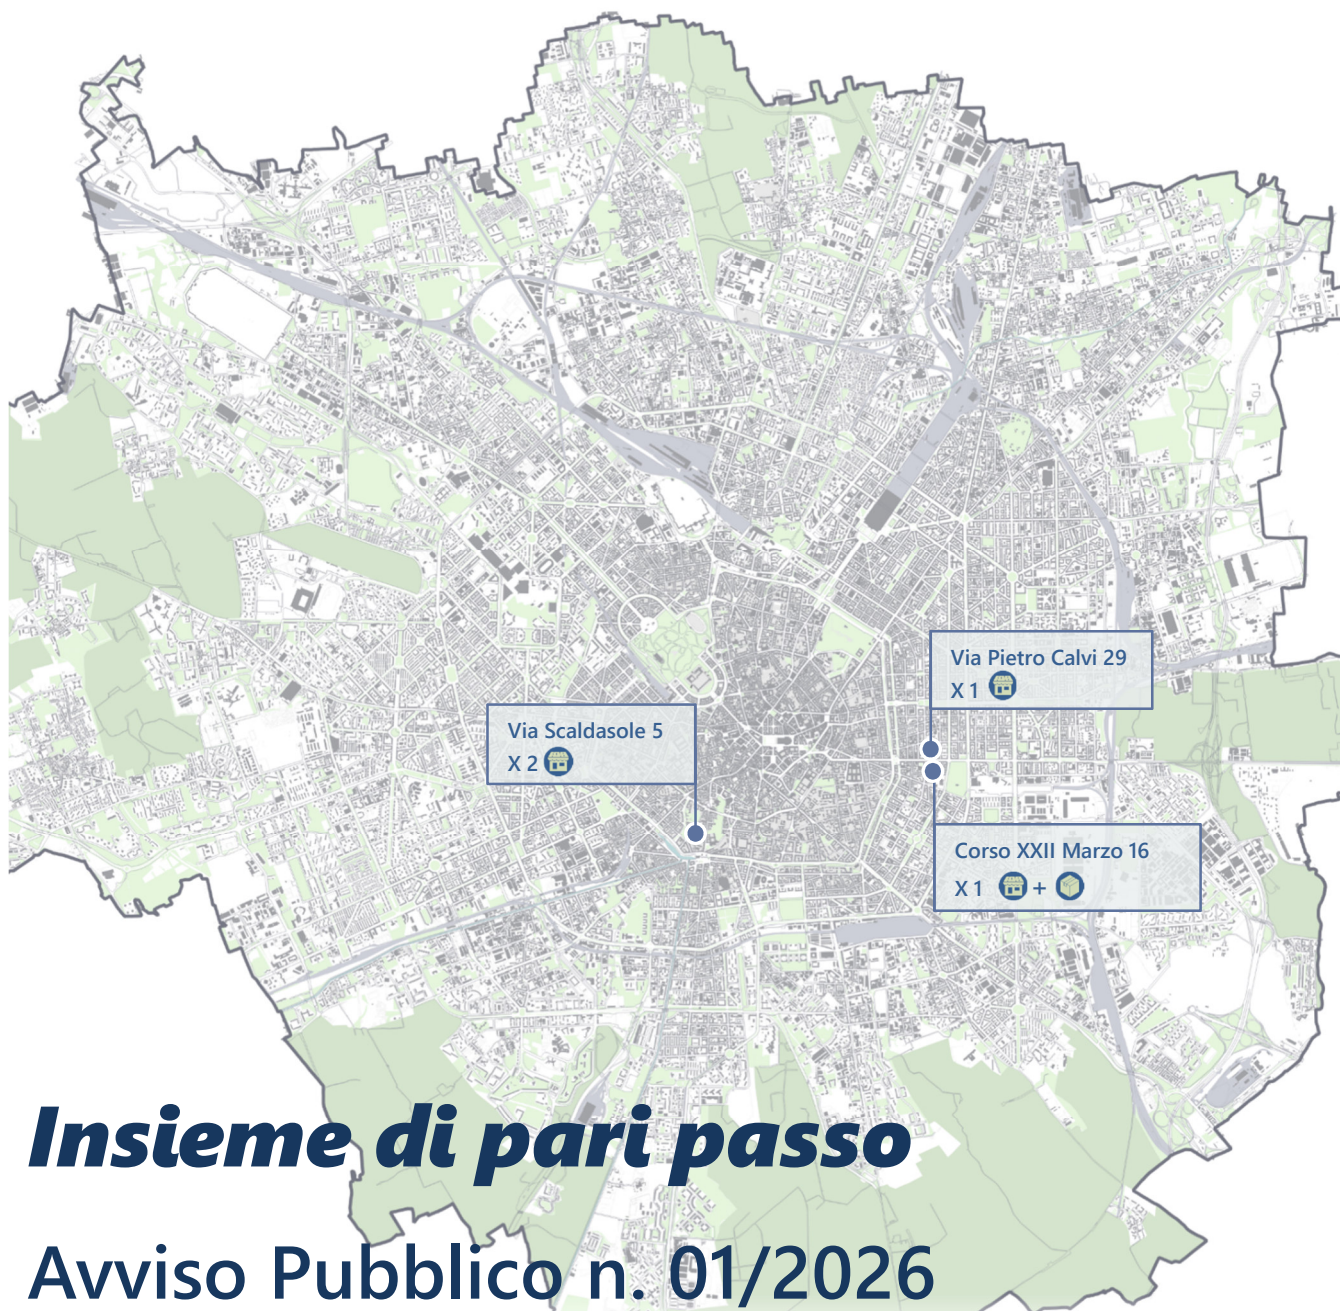 Via Pietro Calvi 29
X 1
Via Scaldasole 5
X 2
Corso XXII Marzo 16
X 1 +
Insieme di pari passo
Avviso Pubblico n. 01/2026